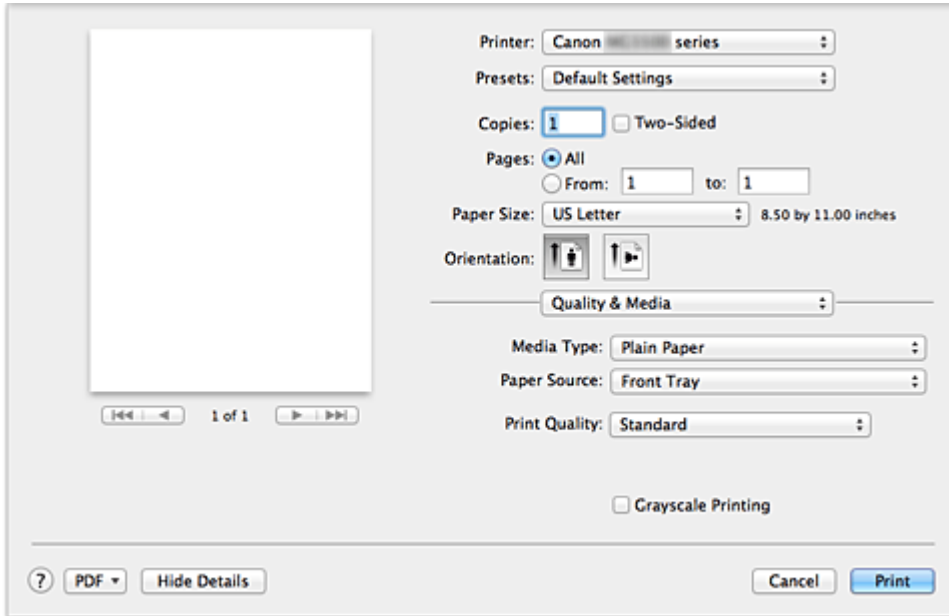 Printer: Canon series
Presets: Default Settings
Copies: 1 Two-Sided
Pages: All
From: 1 to: 1
Paper Size: US Letter 8.50 by 11.00 inches
Orientation:
Quality & Media
Media Type: Plain Paper
Paper Source: Front Tray
1 of 1
Print Quality: Standard
Grayscale Printing
? PDF Hide Details Cancel Print